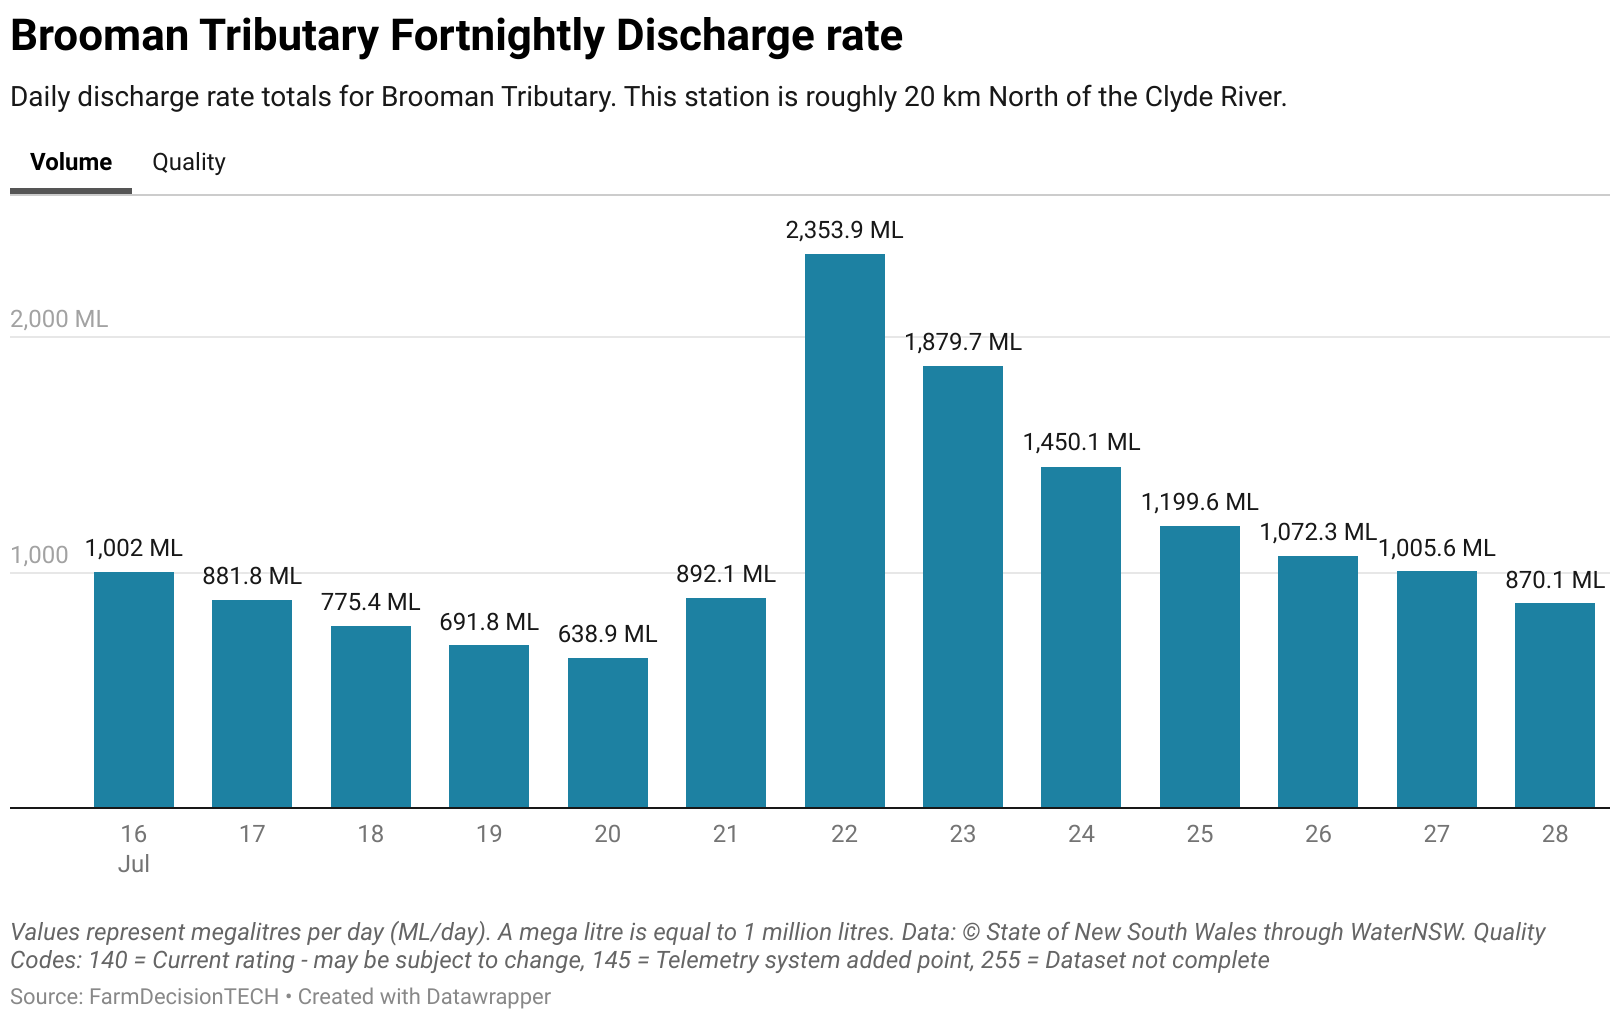 Brooman Tributary Fortnightly Discharge rate
Daily discharge rate totals for Brooman Tributary. This station is roughly 20 km North of the Clyde River.
Volume Quality
2,353.9 ML
2,000 ML
1,879.7 ML
1,450.1 ML
1,199.6 ML
1,072.3 ML
1,000 1,002 ML
1,005.6 ML
881.8 ML
892.1 ML
870.1 ML
775.4 ML
691.8 ML
638.9 ML
16 17 18 19 20 21 22 23 24 25 26 27 28
Jul
Values represent megalitres per day (ML/day). A mega litre is equal to 1 million litres. Data: © State of New South Wales through WaterNSW. Quality
Codes: 140 = Current rating - may be subject to change, 145 = Telemetry system added point, 255 = Dataset not complete
Source: FarmDecisionTECH • Created with Datawrapper